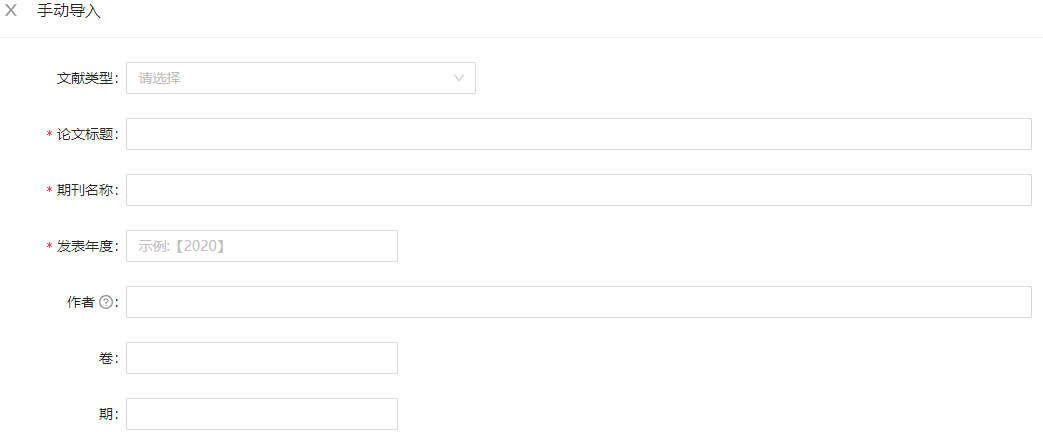 手动导入
文献类型:
请选择
* 论文标题:
* 期刊名称:
* 发表年度:
示例:【2020】
作者 ? :
卷:
期: